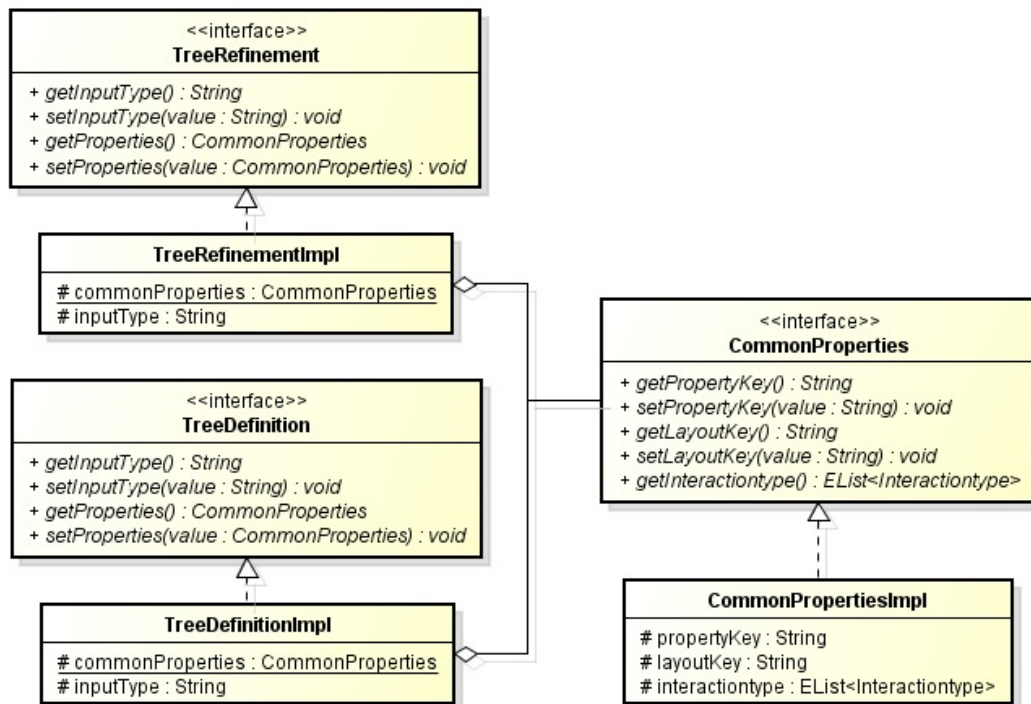 <<interface>>
TreeRefinement
+ getInputType() : String
+ setInputType(value : String) : void
+ getProperties() : CommonProperties
+ setProperties(value : CommonProperties) : void
TreeRefinementImpl
# commonProperties : CommonProperties
# inputType : String
<<interface>>
TreeDefinition
+ getInputType() : String
+ setInputType(value : String) : void
+ getProperties() : CommonProperties
+ setProperties(value : CommonProperties) : void
TreeDefinitionImpl
# commonProperties : CommonProperties
# inputType : String
<<interface>>
CommonProperties
+ getPropertyKey() : String
+ setPropertyKey(value : String) : void
+ getLayoutKey() : String
+ setLayoutKey(value : String) : void
+ getInteractiontype() : EList<Interactiontype>
CommonPropertiesImpl
# propertyKey : String
# layoutKey : String
# interactiontype : EList<Interactiontype>